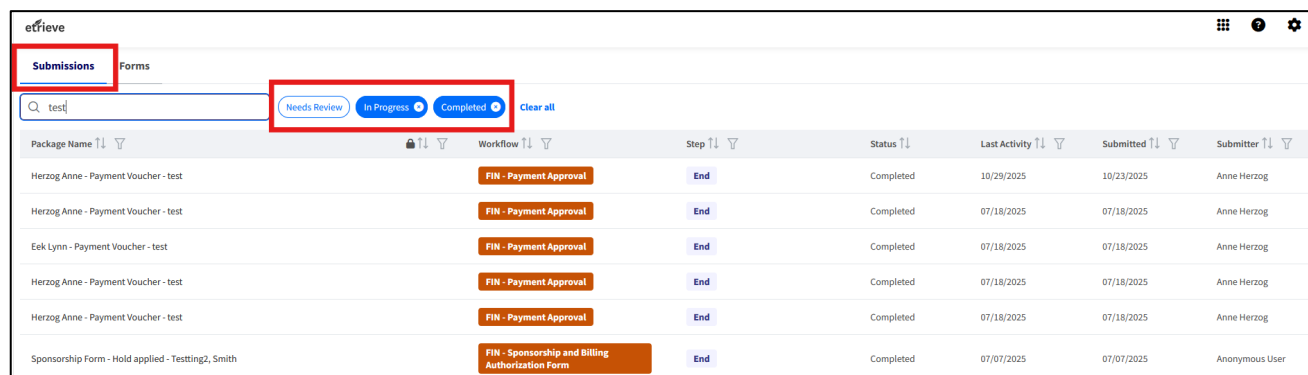 etrieve
Submissions Forms
test Needs Review In Progress Completed Clear all
Package Name Workflow Step Status Last Activity Submitted Submitter
Herzog Anne - Payment Voucher - test FIN - Payment Approval End Completed 10/29/2025 10/23/2025 Anne Herzog
Herzog Anne - Payment Voucher - test FIN - Payment Approval End Completed 07/18/2025 07/18/2025 Anne Herzog
Eek Lynn - Payment Voucher - test FIN - Payment Approval End Completed 07/18/2025 07/18/2025 Anne Herzog
Herzog Anne - Payment Voucher - test FIN - Payment Approval End Completed 07/18/2025 07/18/2025 Anne Herzog
Herzog Anne - Payment Voucher - test FIN - Payment Approval End Completed 07/18/2025 07/18/2025 Anne Herzog
Sponsorship Form - Hold applied - Testting2, Smith FIN - Sponsorship and Billing
Authorization Form End Completed 07/07/2025 07/07/2025 Anonymous User